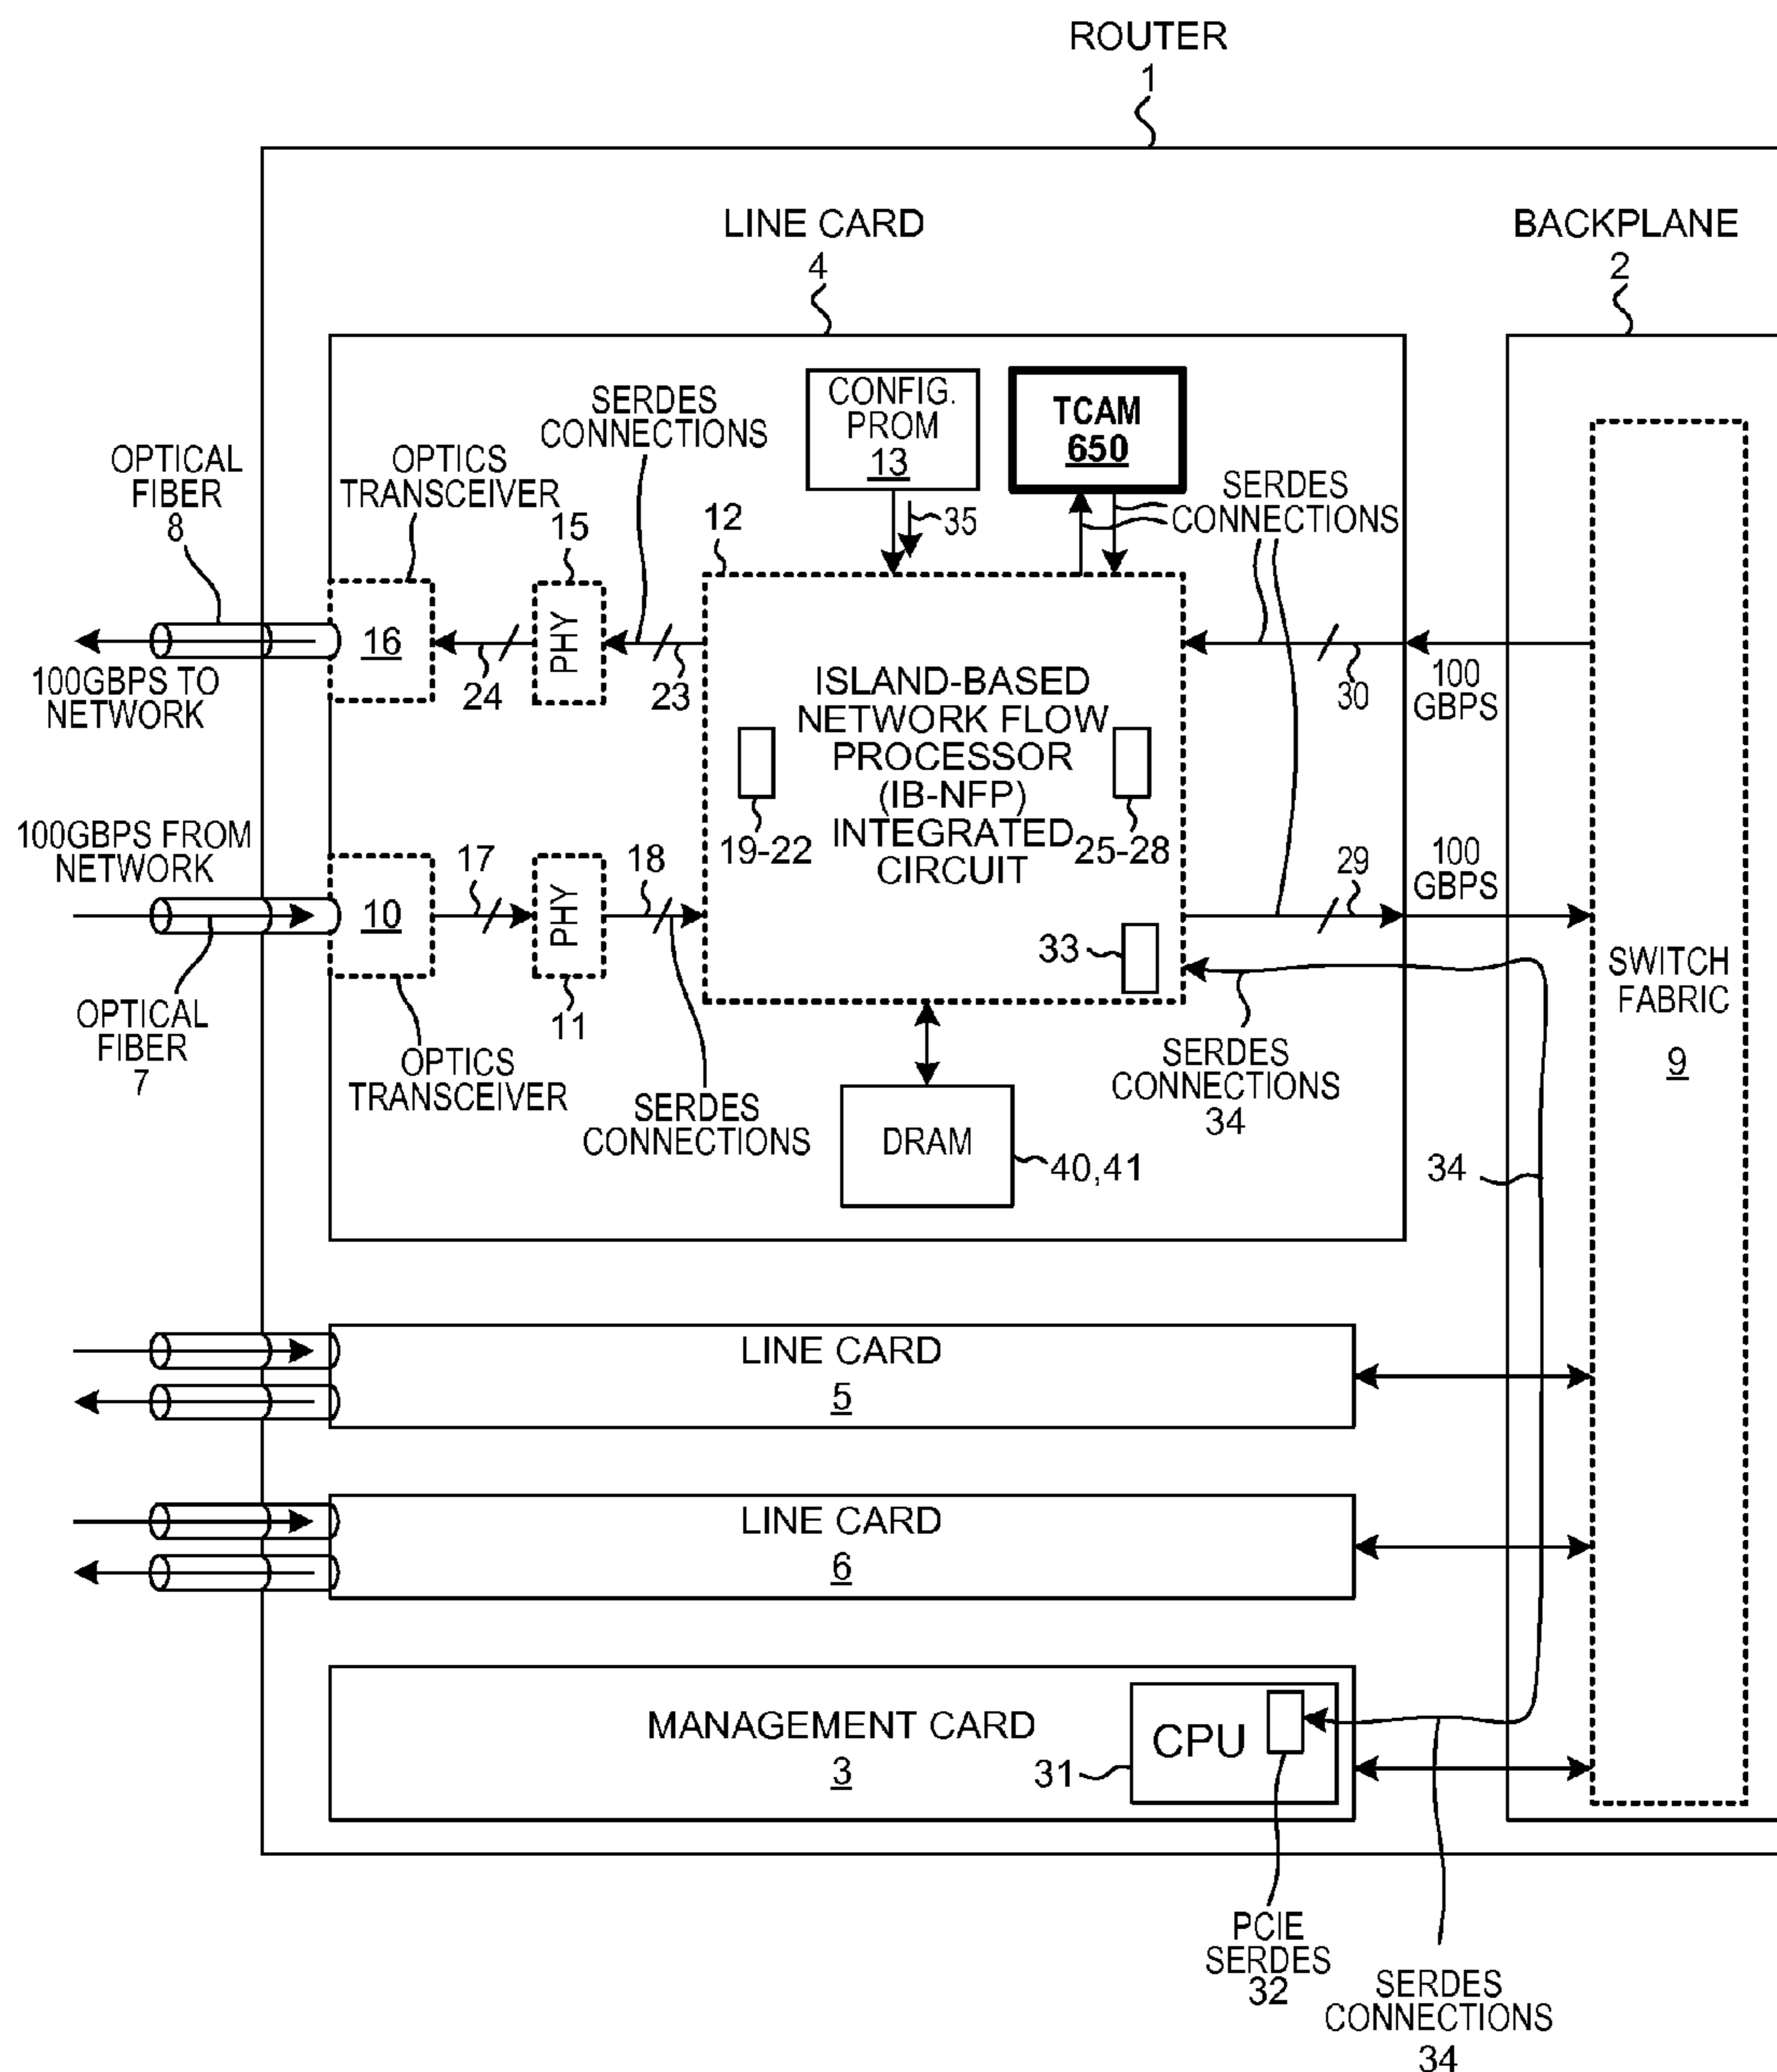 ROUTER
1
LINE CARD
4
BACKPLANE
2
SERDES
CONNECTIONS
CONFIG.
PROM
13
TCAM
650
OPTICAL
FIBER
8
OPTICS
TRANSCEIVER
15
12
35
SERDES
CONNECTIONS
16
24
PHY
23
100GBPS TO
NETWORK
30
100
GBPS
ISLAND-BASED
NETWORK FLOW
PROCESSOR
(IB-NFP)
INTEGRATED
CIRCUIT
19-22
25-28
100GBPS FROM
NETWORK
17
18
29
100
GBPS
10
PHY
33
OPTICAL
FIBER
7
11
OPTICS
TRANSCEIVER
SERDES
CONNECTIONS
SERDES
CONNECTIONS
34
SWITCH
FABRIC
9
DRAM
40,41
34
LINE CARD
5
LINE CARD
6
MANAGEMENT CARD
3
31
CPU
PCIE
SERDES
32
SERDES
CONNECTIONS
34